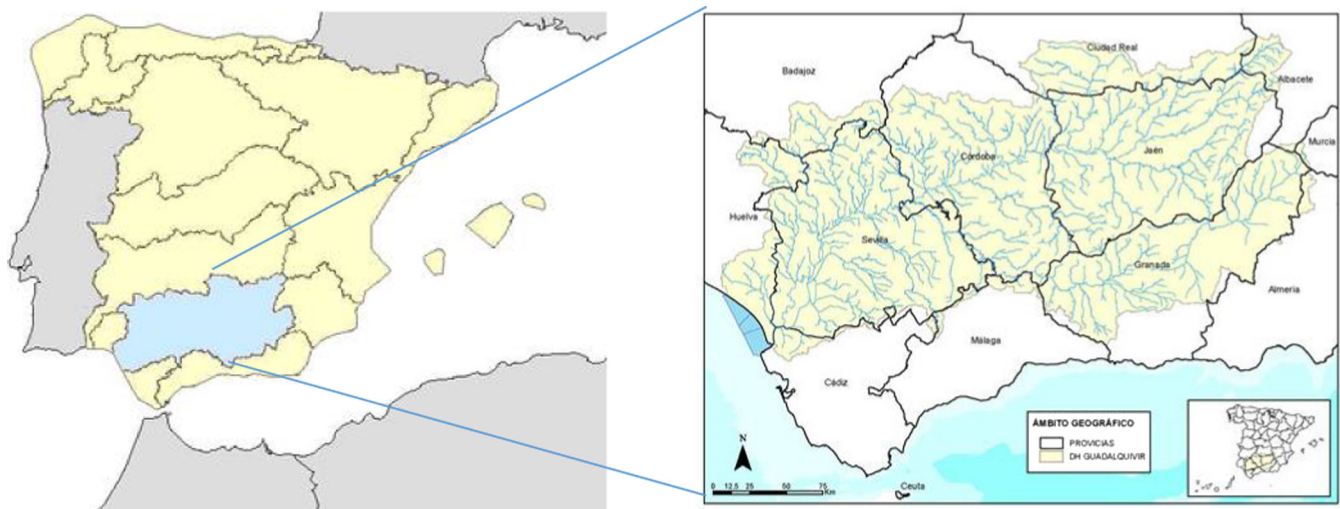 Ciudad Real
Badajoz
Albacete
Murcia
Córdoba
Jaén
Huelva
Sevilla
Granada
Almería
Málaga
Cádiz
ÁMBITO GEOGRÁFICO
PROVICIAS
DH GUADALQUIVIR
N
0 12,5 25 50 75
Km
Ceuta